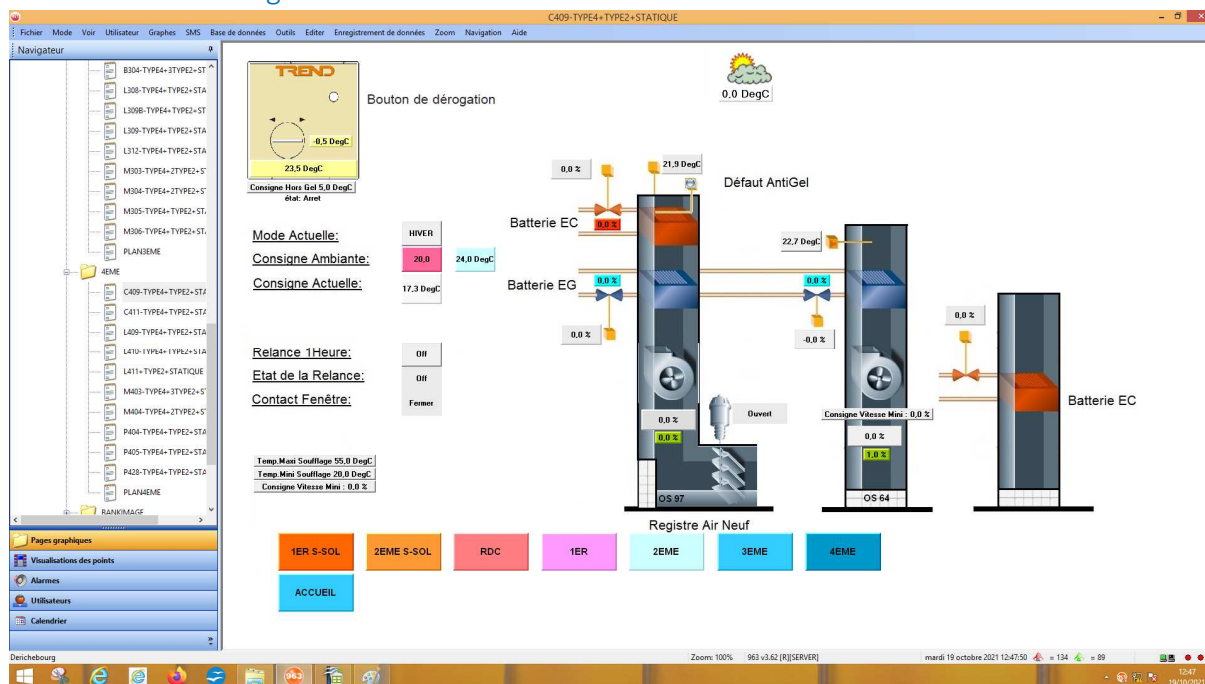 C409-TYPE4+TYPE2+STATIQUE
Fichier Mode Voir Utilisateur Graphes SMS Base de données Outils Editer Enregistrement de données Zoom Navigation Aide
Navigateur
B304-TYPE4+3TYPE2+ST
L308-TYPE4+TYPE2+STA
L309B-TYPE4+TYPE2+ST
L309-TYPE4+TYPE2+STA
L312-TYPE4+TYPE2+STA
M303-TYPE4+2TYPE2+S
M304-TYPE4+2TYPE2+S
M305-TYPE4+TYPE2+ST
M306-TYPE4+TYPE2+ST
PLAN3EME
4EME
C409-TYPE4+TYPE2+STA
C411-TYPE4+TYPE2+STA
L409-TYPE4+TYPE2+STA
L410-TYPE4+TYPE2+STA
L411+TYPE2+STATIQUE
M403-TYPE4+3TYPE2+S
M404-TYPE4+2TYPE2+S
P404-TYPE4+TYPE2+STA
P405-TYPE4+TYPE2+STA
P428-TYPE4+TYPE2+STA
PLAN4EME
BANKIMAGE
Pages graphiques
Visualisations des points
Alarmes
Utilisateurs
Calendrier
TREND
Bouton de dérogation
-0,5 DegC
23,5 DegC
Consigne Hors Gel 5,0 DegC
état: Arret
0,0 DegC
Mode Actuelle: HIVER
Consigne Ambiante: 20,0 24,0 DegC
Consigne Actuelle: 17,3 DegC
Relance 1Heure: Off
Etat de la Relance: Off
Contact Fenêtre: Fermer
Temp.Maxi Soufflage 55,0 DegC
Temp.Mini Soufflage 20,0 DegC
Consigne Vitesse Mini : 0,0 %
0,0 %
21,9 DegC
Défaut AntiGel
Batterie EC
0,0 %
Batterie EG
0,0 %
0,0 %
0,0 %
0,0 %
Ouvert
OS 97
Registre Air Neuf
22,7 DegC
0,0 %
-0,0 %
Consigne Vitesse Mini : 0,0 %
0,0 %
1,0 %
OS 64
0,0 %
Batterie EC
1ER S-SOL 2EME S-SOL RDC 1ER 2EME 3EME 4EME
ACCUEIL
Derichebourg Zoom: 100% 963 v3.62 [R][SERVER] mardi 19 octobre 2021 12:47:50 = 134 = 89
963
12:47
19/10/2021